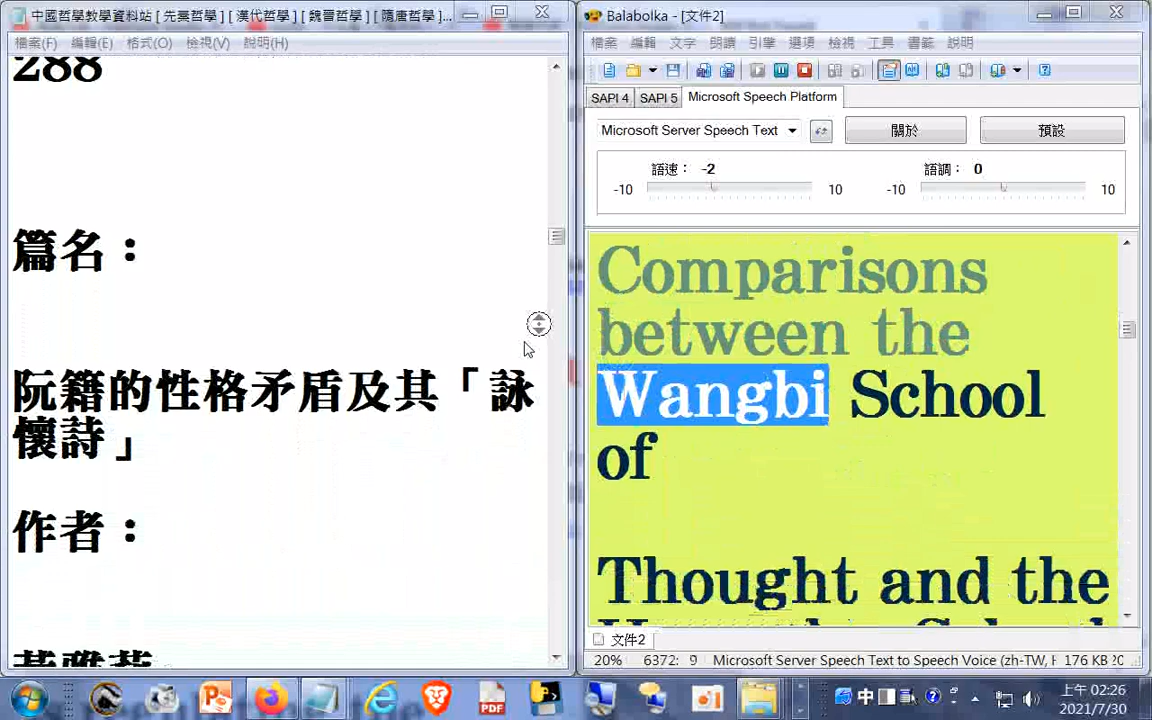 中國哲學教學資料站 [ 先秦哲學 ] [ 漢代哲學 ] [ 魏晉哲學 ] [ 隋唐哲學 ]...
檔案(F) 編輯(E) 格式(O) 檢視(V) 說明(H)
288
篇名：
阮籍的性格矛盾及其「詠
懷詩」
作者：
Balabolka - [文件2]
檔案 編輯 文字 朗讀 引擎 選項 檢視 工具 書籤 說明
SAPI 4 SAPI 5 Microsoft Speech Platform
Microsoft Server Speech Text 關於 預設
語速： -2 語調： 0
-10 10 -10 10
Comparisons
between the
Wangbi School
of
Thought and the
文件2
20% 6372: 9 Microsoft Server Speech Text to Speech Voice (zh-TW, H 176 KB
中
PDF
上午 02:26
2021/7/30